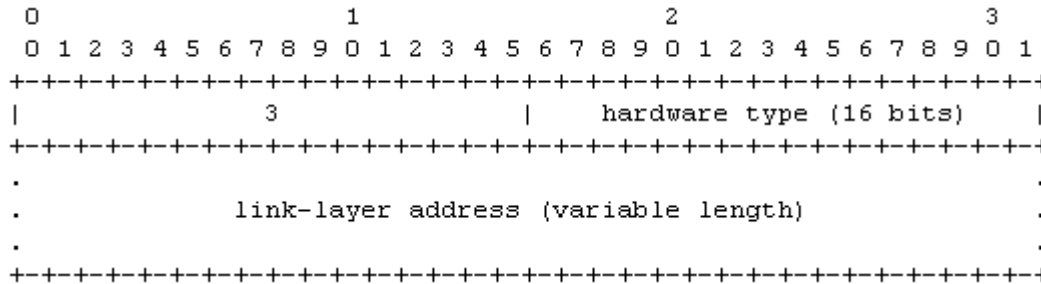 0                   1                   2                   3
0 1 2 3 4 5 6 7 8 9 0 1 2 3 4 5 6 7 8 9 0 1 2 3 4 5 6 7 8 9 0 1
+-+-+-+-+-+-+-+-+-+-+-+-+-+-+-+-+-+-+-+-+-+-+-+-+-+-+-+-+-+-+-+-+
|               3               |    hardware type (16 bits)    |
+-+-+-+-+-+-+-+-+-+-+-+-+-+-+-+-+-+-+-+-+-+-+-+-+-+-+-+-+-+-+-+-+
.                                                               .
.             link-layer address (variable length)              .
.                                                               .
+-+-+-+-+-+-+-+-+-+-+-+-+-+-+-+-+-+-+-+-+-+-+-+-+-+-+-+-+-+-+-+-+